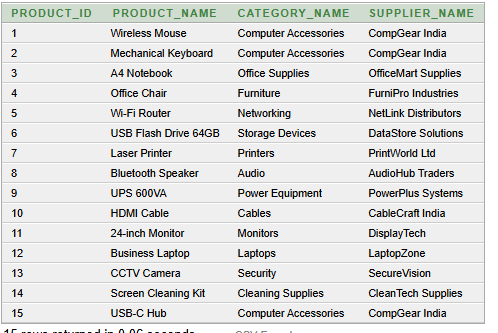 PRODUCT_ID PRODUCT_NAME CATEGORY_NAME SUPPLIER_NAME
1 Wireless Mouse Computer Accessories CompGear India
2 Mechanical Keyboard Computer Accessories CompGear India
3 A4 Notebook Office Supplies OfficeMart Supplies
4 Office Chair Furniture FurniPro Industries
5 Wi-Fi Router Networking NetLink Distributors
6 USB Flash Drive 64GB Storage Devices DataStore Solutions
7 Laser Printer Printers PrintWorld Ltd
8 Bluetooth Speaker Audio AudioHub Traders
9 UPS 600VA Power Equipment PowerPlus Systems
10 HDMI Cable Cables CableCraft India
11 24-inch Monitor Monitors DisplayTech
12 Business Laptop Laptops LaptopZone
13 CCTV Camera Security SecureVision
14 Screen Cleaning Kit Cleaning Supplies CleanTech Supplies
15 USB-C Hub Computer Accessories CompGear India
15 rows returned in 0.06 seconds